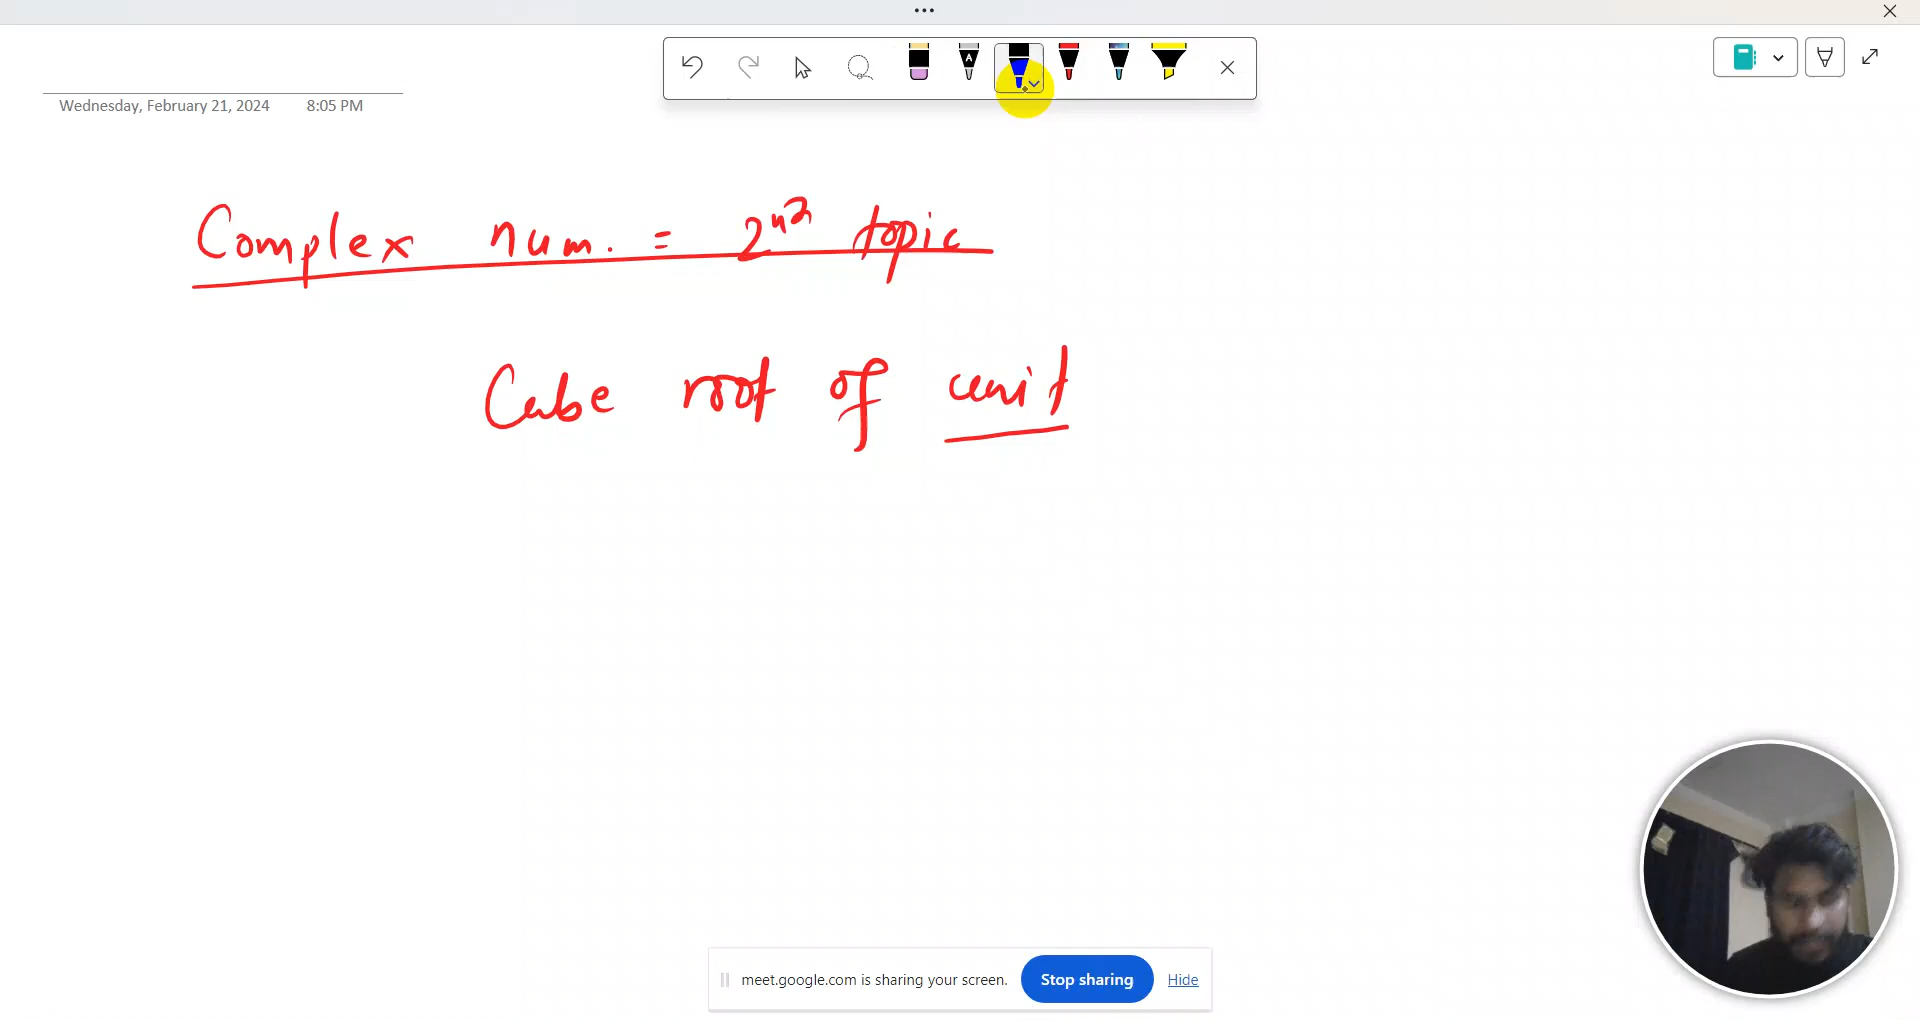 Wednesday, February 21, 2024 8:05 PM
Complex num. = 2nd topic
Cube root of unit
meet.google.com is sharing your screen. Stop sharing Hide